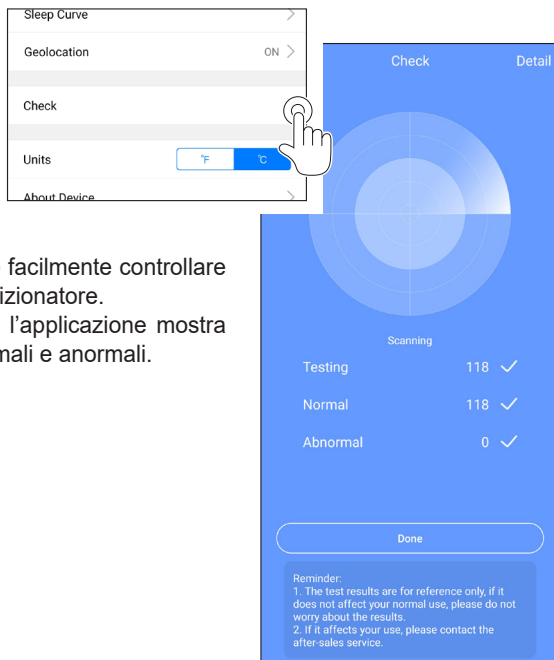 Sleep Curve
Geolocation ON
Check
Units °F °C
About Device
facilmente controllare
izionatore.
l'applicazione mostra
mali e anormali.
Check Detail
Scanning
Testing 118
Normal 118
Abnormal 0
Done
Reminder:
1. The test results are for reference only, if it
does not affect your normal use, please do not
worry about the results.
2. If it affects your use, please contact the
after-sales service.